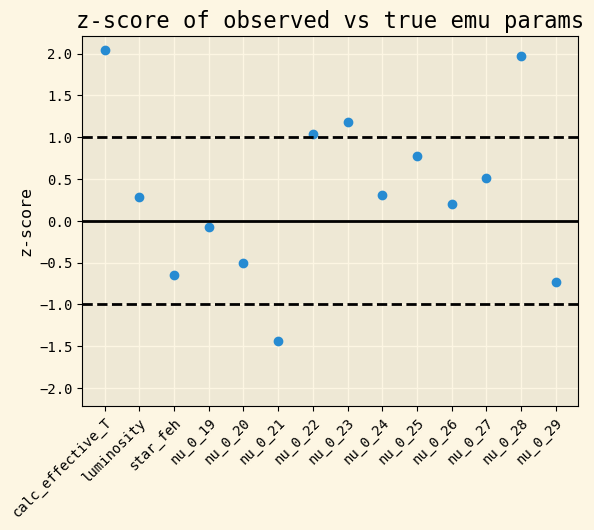 z-score of observed vs true emu params
z-score
2.0
1.5
1.0
0.5
0.0
−0.5
−1.0
−1.5
−2.0
calc_effective_T
luminosity
star_feh
nu_0_19
nu_0_20
nu_0_21
nu_0_22
nu_0_23
nu_0_24
nu_0_25
nu_0_26
nu_0_27
nu_0_28
nu_0_29